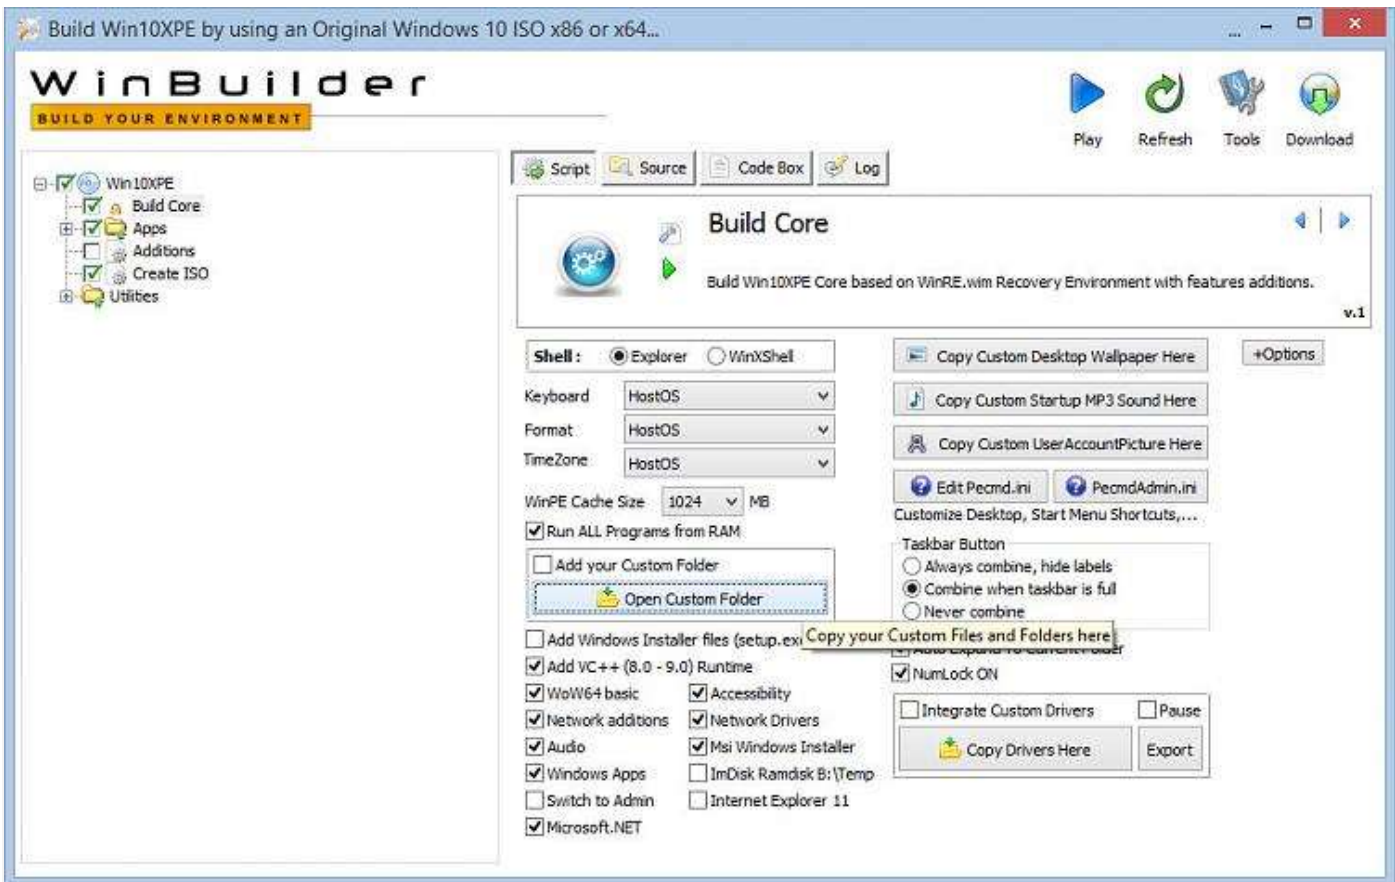 Build Win10XPE by using an Original Windows 10 ISO x86 or x64...
WinBuilder
BUILD YOUR ENVIRONMENT
Play
Refresh
Tools
Download
Win10XPE
Build Core
Apps
Additions
Create ISO
Utilities
Script
Source
Code Box
Log
Build Core
Build Win10XPE Core based on WinRE.wim Recovery Environment with features additions.
v.1
Shell :
Explorer
WinXShell
Keyboard
HostOS
Format
HostOS
TimeZone
HostOS
WinPE Cache Size
1024
MB
Run ALL Programs from RAM
Add your Custom Folder
Open Custom Folder
Copy your Custom Files and Folders here
Add Windows Installer files (setup.ex
Add VC++ (8.0 - 9.0) Runtime
WoW64 basic
Accessibility
Network additions
Network Drivers
Audio
Msi Windows Installer
Windows Apps
ImDisk Ramdisk B:\Temp
Switch to Admin
Internet Explorer 11
Microsoft.NET
Copy Custom Desktop Wallpaper Here
+Options
Copy Custom Startup MP3 Sound Here
Copy Custom UserAccountPicture Here
Edit Pecmd.ini
PecmdAdmin.ini
Customize Desktop, Start Menu Shortcuts,...
Taskbar Button
Always combine, hide labels
Combine when taskbar is full
Never combine
Auto Expand To Current Folder
NumLock ON
Integrate Custom Drivers
Pause
Copy Drivers Here
Export